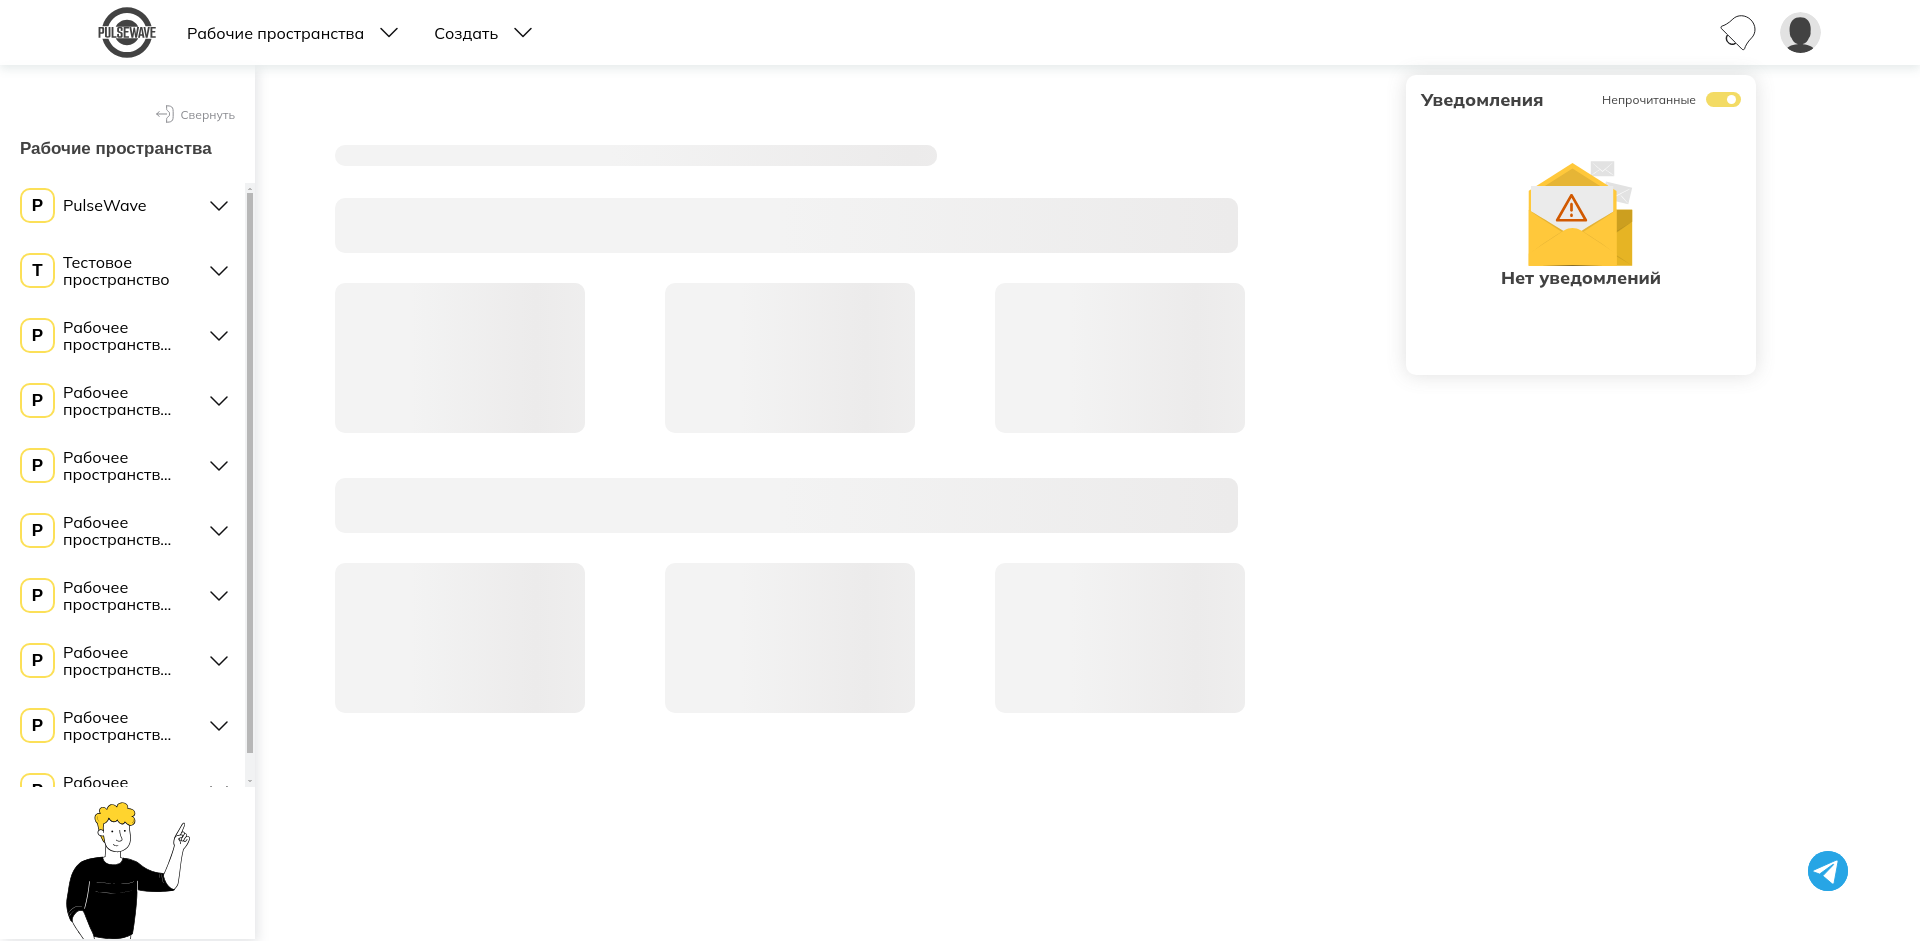 PULSEWAVE
Рабочие пространства
Создать
Свернуть
Рабочие пространства
P PulseWave
Т Тестовое
пространство
Р Рабочее
пространств...
Р Рабочее
пространств...
Р Рабочее
пространств...
Р Рабочее
пространств...
Р Рабочее
пространств...
Р Рабочее
пространств...
Р Рабочее
пространств...
Р Рабочее
Уведомления
Непрочитанные
Нет уведомлений